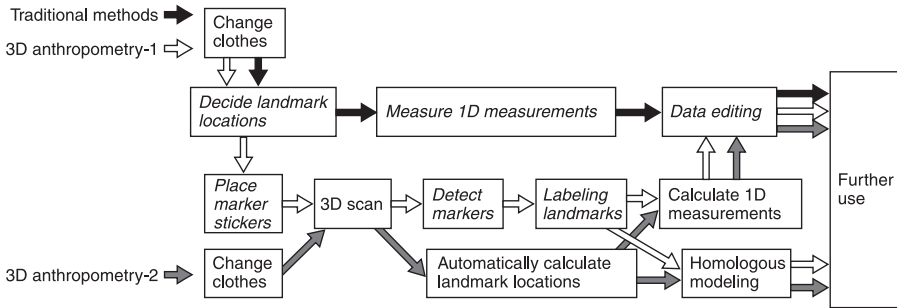 Traditional methods
3D anthropometry-1
Change
clothes
Decide landmark
locations
Measure 1D measurements
Data editing
Place
marker
stickers
3D scan
Detect
markers
Labeling
landmarks
Calculate 1D
measurements
Further
use
3D anthropometry-2
Change
clothes
Automatically calculate
landmark locations
Homologous
modeling